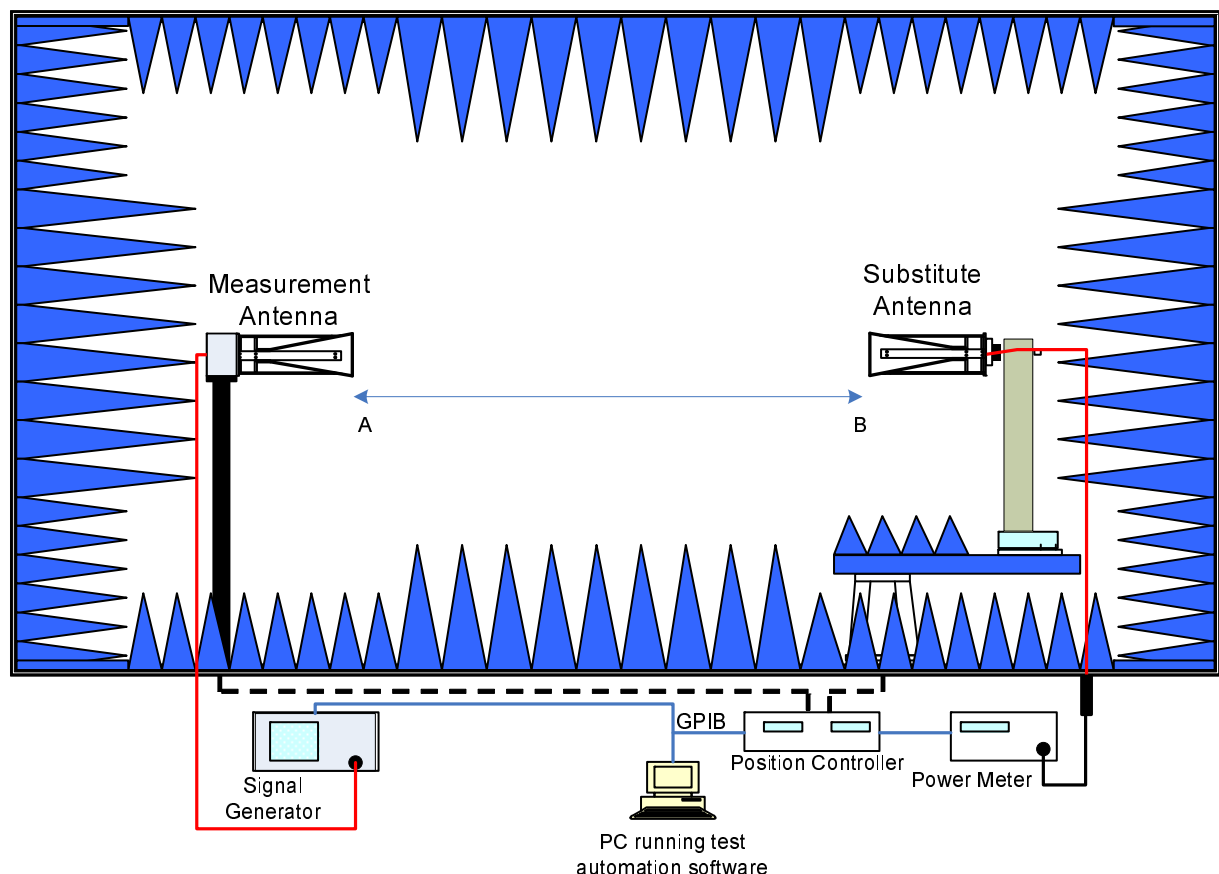 Measurement
Antenna
Substitute
Antenna
A
B
GPIB
Position Controller
Power Meter
Signal
Generator
PC running test
automation software